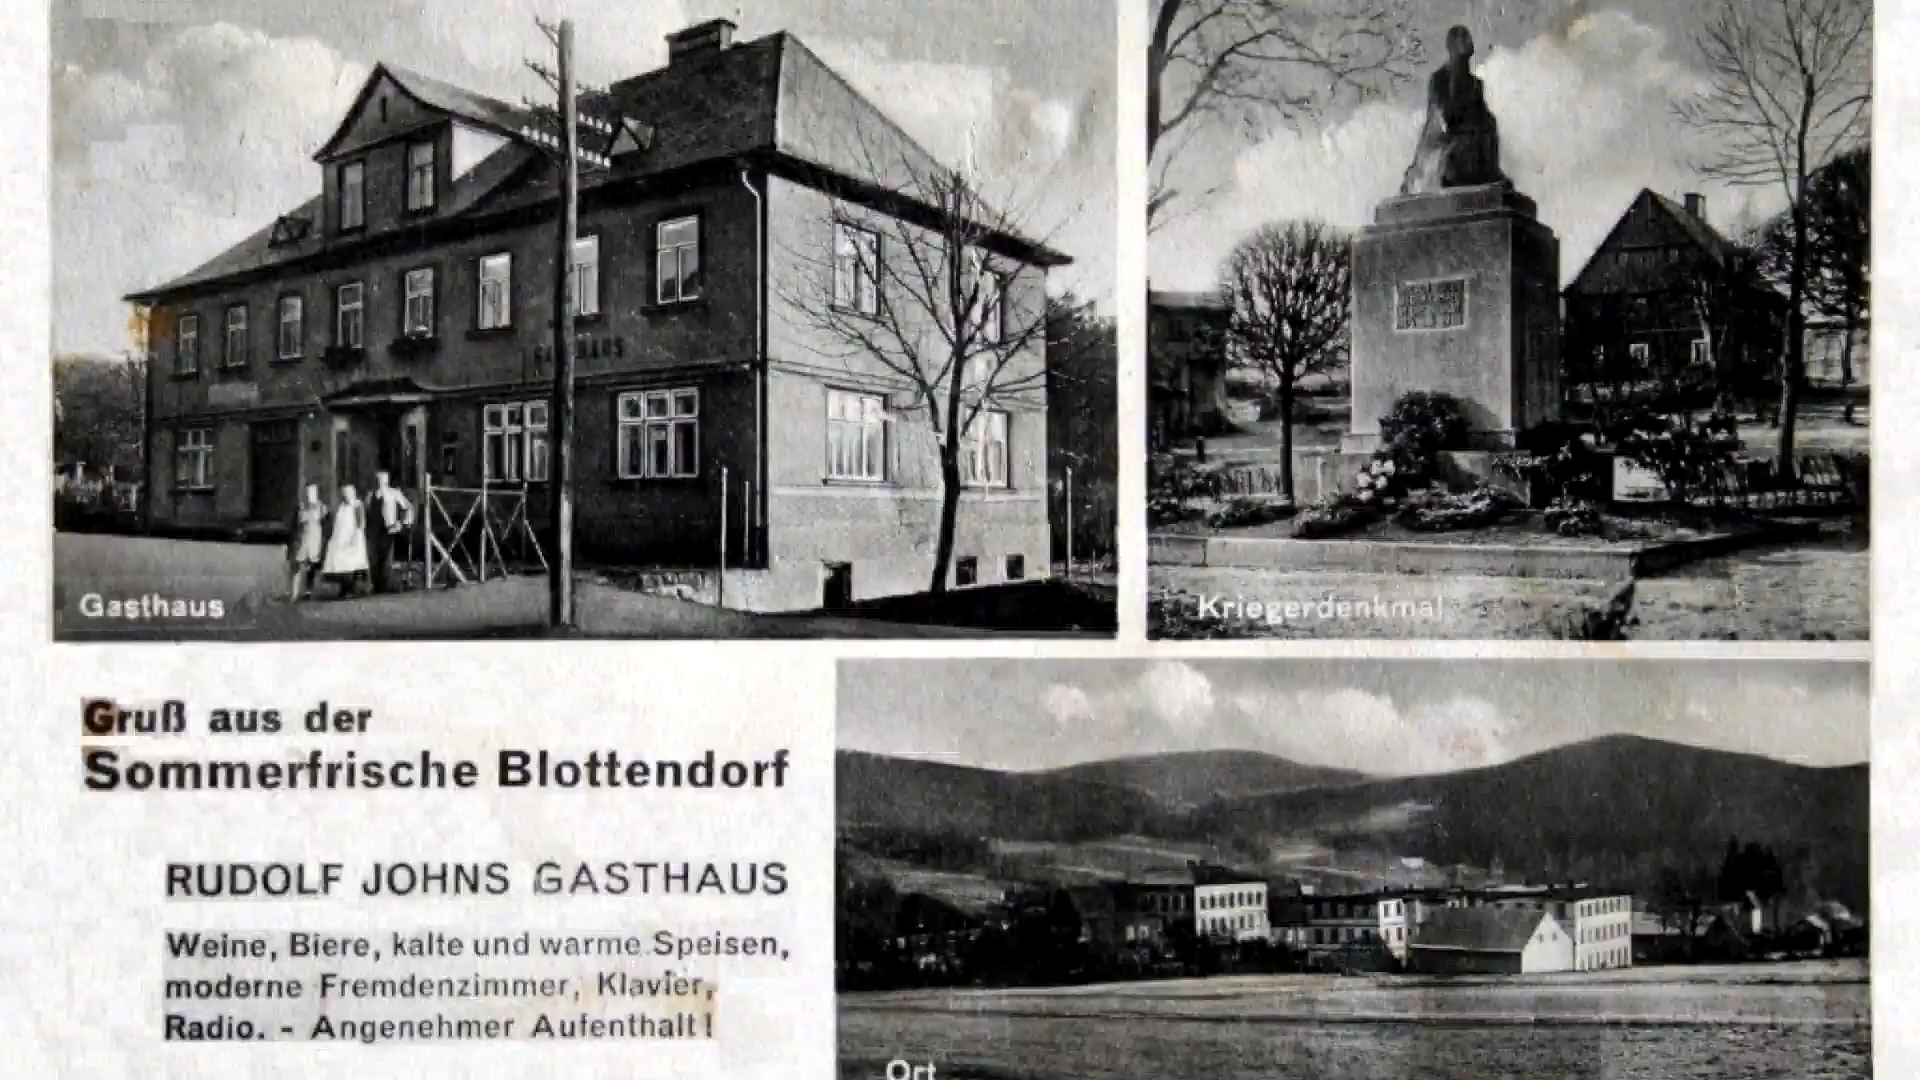 GASTHAUS
Gasthaus
Kriegerdenkmal
Gruß aus der
Sommerfrische Blottendorf
RUDOLF JOHNS GASTHAUS
Weine, Biere, kalte und warme Speisen,
moderne Fremdenzimmer, Klavier,
Radio. - Angenehmer Aufenthalt!
Ort